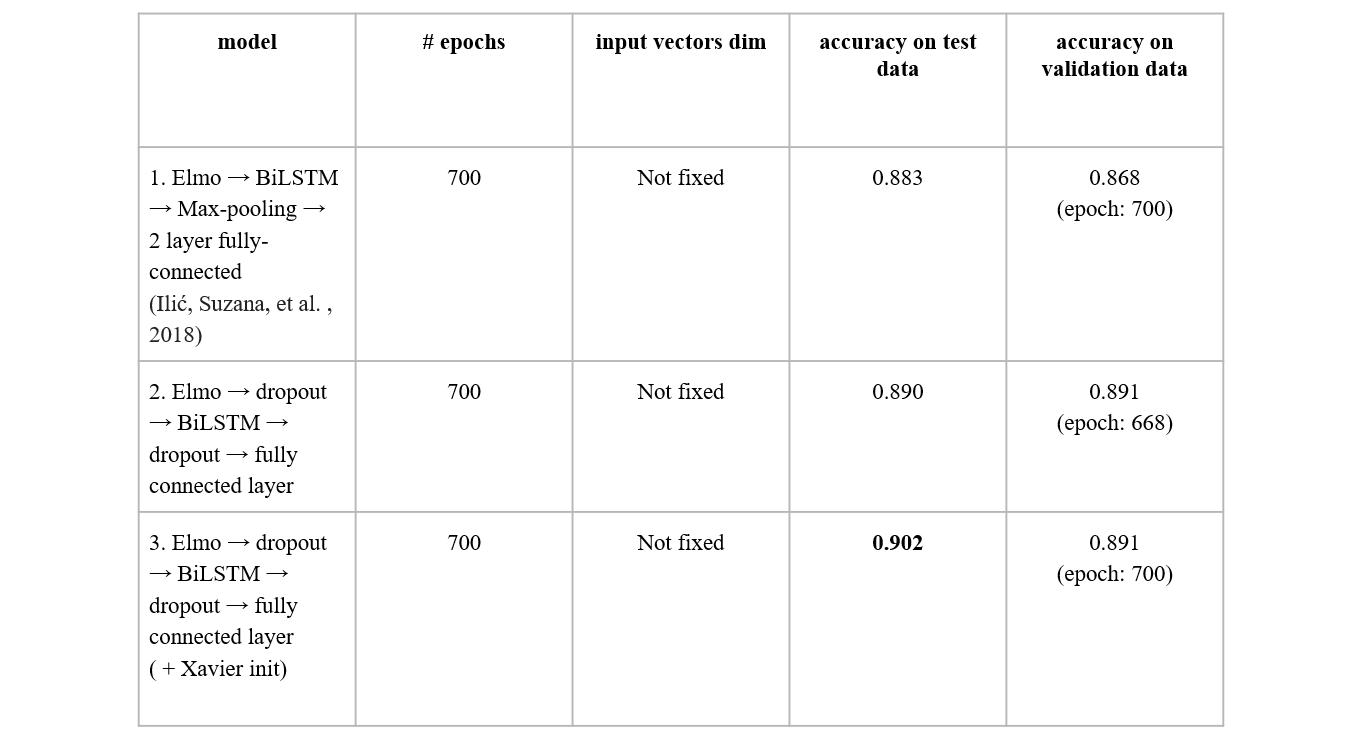 model
# epochs
input vectors dim
accuracy on test
data
accuracy on
validation data
1. Elmo → BiLSTM
→ Max-pooling →
2 layer fully-
connected
(Ilić, Suzana, et al. ,
2018)
700
Not fixed
0.883
0.868
(epoch: 700)
2. Elmo → dropout
→ BiLSTM →
dropout → fully
connected layer
700
Not fixed
0.890
0.891
(epoch: 668)
3. Elmo → dropout
→ BiLSTM →
dropout → fully
connected layer
( + Xavier init)
700
Not fixed
0.902
0.891
(epoch: 700)